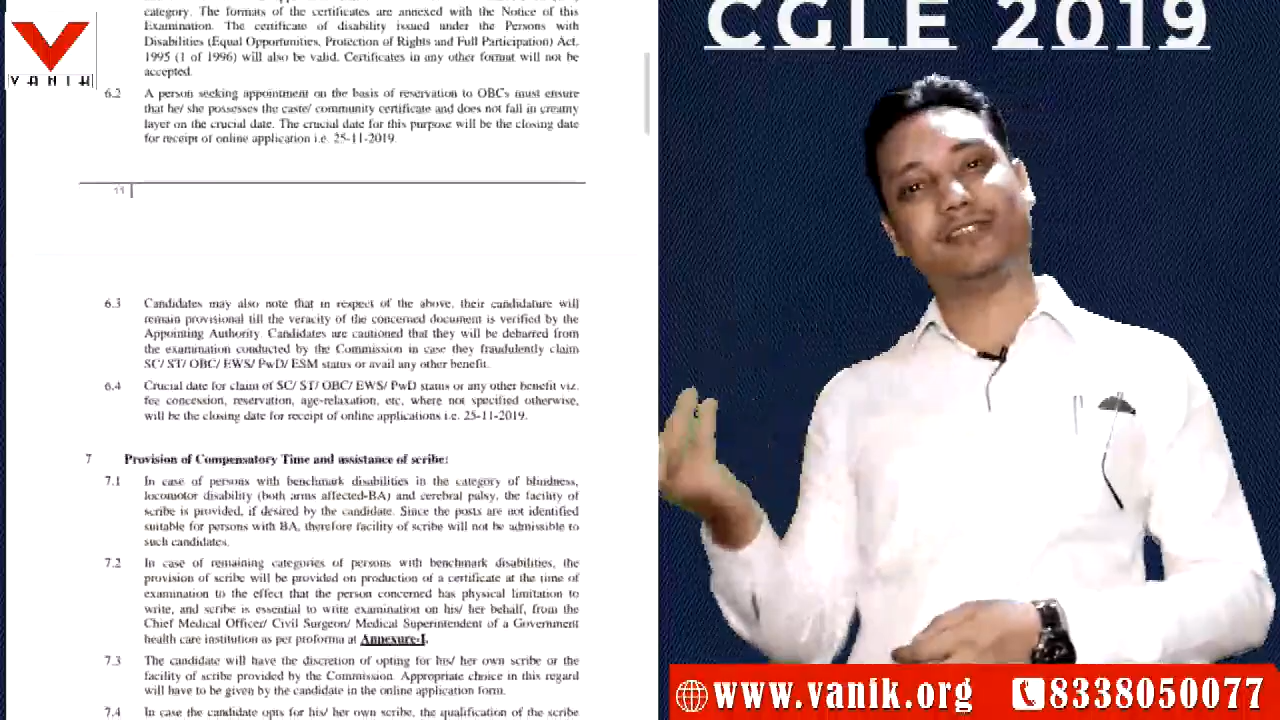 category. The formats of the certificates are annexed with the Notice of this
Examination. The certificate of disability issued under the Persons with
Disabilities (Equal Opportunities, Protection of Rights and Full Participation) Act,
1995 (1 of 1996) will also be valid. Certificates in any other format will not be
accepted.
6.2 A person seeking appointment on the basis of reservation to OBCs must ensure
that he/ she possesses the caste/ community certificate and does not fall in creamy
layer on the crucial date. The crucial date for this purpose will be the closing date
for receipt of online application i.e. 25-11-2019.
11
6.3 Candidates may also note that in respect of the above, their candidature will
remain provisional till the veracity of the concerned document is verified by the
Appointing Authority. Candidates are cautioned that they will be debarred from
the examination conducted by the Commission in case they fraudulently claim
SC/ ST/ OBC/ EWS/ PwD/ ESM status or avail any other benefit.
6.4 Crucial date for claim of SC/ ST/ OBC/ EWS/ PwD status or any other benefit viz.
fee concession, reservation, age-relaxation, etc, where not specified otherwise,
will be the closing date for receipt of online applications i.e. 25-11-2019.
7 Provision of Compensatory Time and assistance of scribe:
7.1 In case of persons with benchmark disabilities in the category of blindness,
locomotor disability (both arms affected-BA) and cerebral palsy, the facility of
scribe is provided, if desired by the candidate. Since the posts are not identified
suitable for persons with BA, therefore facility of scribe will not be admissible to
such candidates.
7.2 In case of remaining categories of persons with benchmark disabilities, the
provision of scribe will be provided on production of a certificate at the time of
examination to the effect that the person concerned has physical limitation to
write, and scribe is essential to write examination on his/ her behalf, from the
Chief Medical Officer/ Civil Surgeon/ Medical Superintendent of a Government
health care institution as per proforma at Annexure-I.
7.3 The candidate will have the discretion of opting for his/ her own scribe or the
facility of scribe provided by the Commission. Appropriate choice in this regard
will have to be given by the candidate in the online application form.
7.4 In case the candidate opts for his/ her own scribe, the qualification of the scribe
VANIK
CGLE 2019
www.vanik.org 8338050077